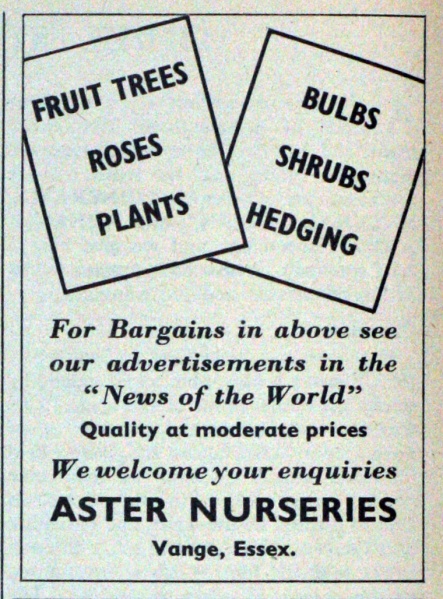 FRUIT TREES
ROSES
PLANTS
BULBS
SHRUBS
HEDGING
For Bargains in above see
our advertisements in the
“News of the World”
Quality at moderate prices
We welcome your enquiries
ASTER NURSERIES
Vange, Essex.